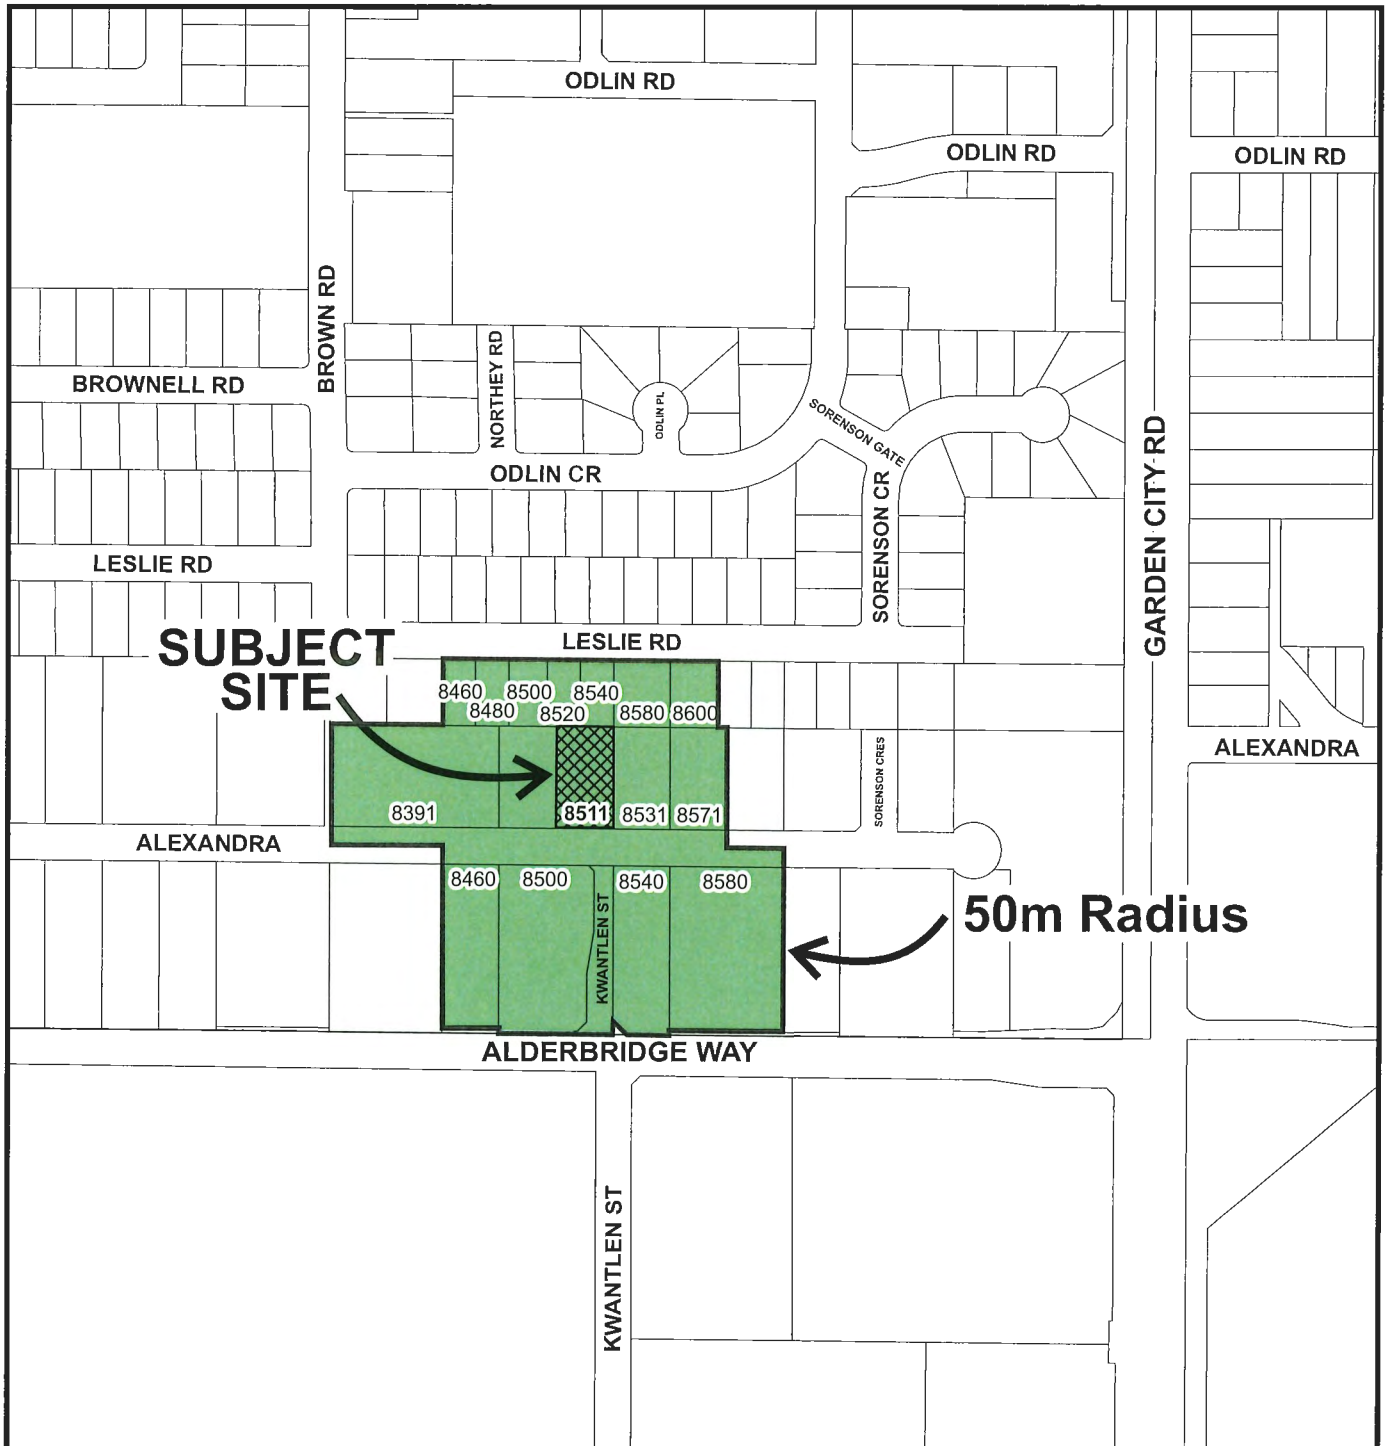 ODLIN RD
ODLIN RD
ODLIN RD
BROWN RD
BROWNELL RD
NORTHEY RD
ODLIN PL
SORENSON GATE
ODLIN CR
SORENSON CR
GARDEN CITY RD
LESLIE RD
LESLIE RD
SUBJECT
SITE
8460
8500
8540
8480
8520
8580
8600
SORENSON CRES
ALEXANDRA
8391
8511
8531
8571
ALEXANDRA
8460
8500
8540
8580
KWANTLEN ST
50m Radius
ALDERBRIDGE WAY
KWANTLEN ST